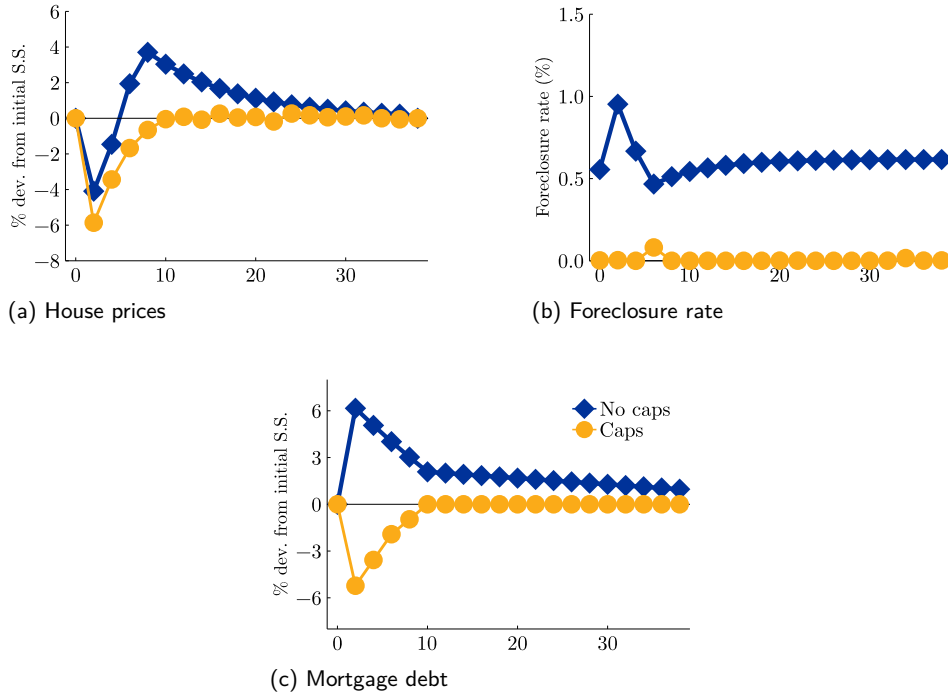 % dev. from initial S.S.
6
4
2
0
−2
−4
−6
−8
0 10 20 30
(a) House prices
Foreclosure rate (%)
1.5
1.0
0.5
0.0
0 10 20 30
(b) Foreclosure rate
% dev. from initial S.S.
6
3
0
−3
−6
0 10 20 30
No caps
Caps
(c) Mortgage debt